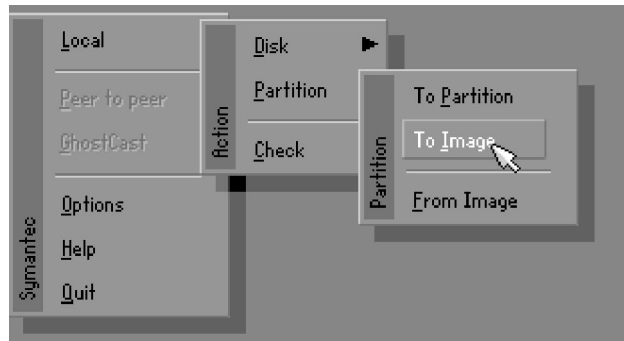 Symantec
Local
Peer to peer
GhostCast
Options
Help
Quit
Action
Disk
Partition
Check
Partition
To Partition
To Image
From Image